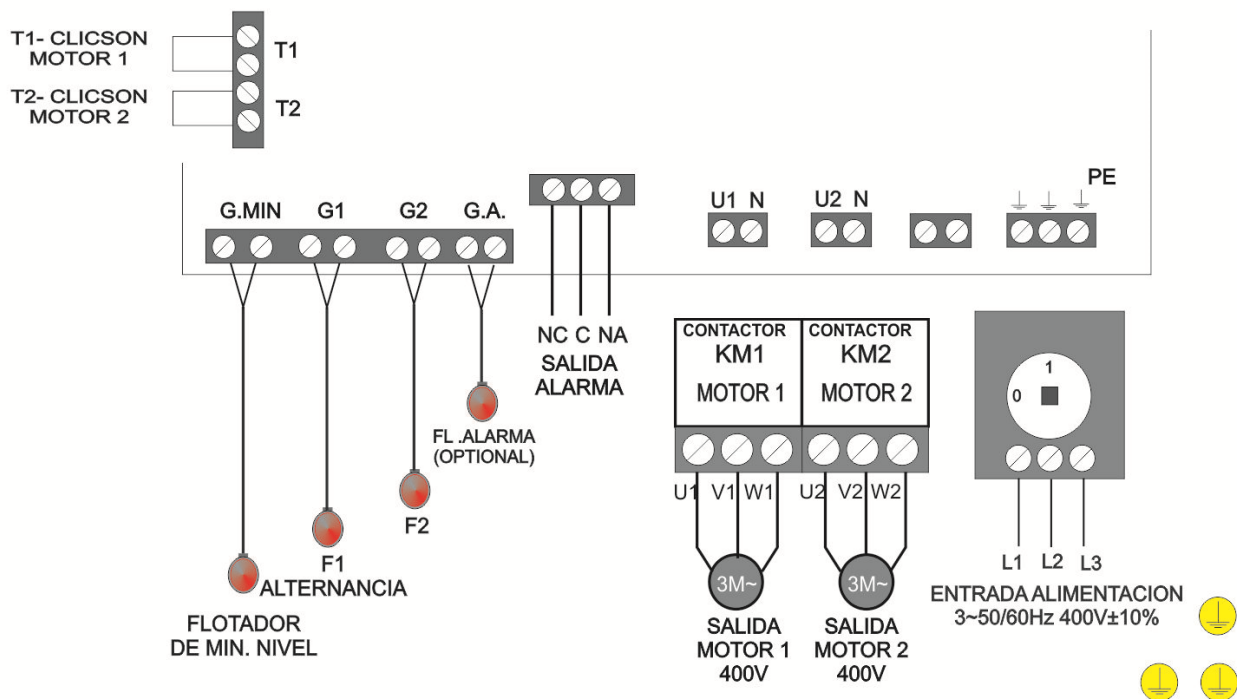 T1- CLICSON
MOTOR 1
T1
T2- CLICSON
MOTOR 2
T2
G.MIN
G1
G2
G.A.
U1 N
U2 N
PE
NC C NA
SALIDA
ALARMA
FL .ALARMA
(OPTIONAL)
F2
F1
ALTERNANCIA
FLOTADOR
DE MIN. NIVEL
CONTACTOR
KM1
MOTOR 1
CONTACTOR
KM2
MOTOR 2
U1 V1 W1
U2 V2 W2
3M~
3M~
SALIDA
MOTOR 1
400V
SALIDA
MOTOR 2
400V
1
0
L1 L2 L3
ENTRADA ALIMENTACION
3~50/60Hz 400V±10%